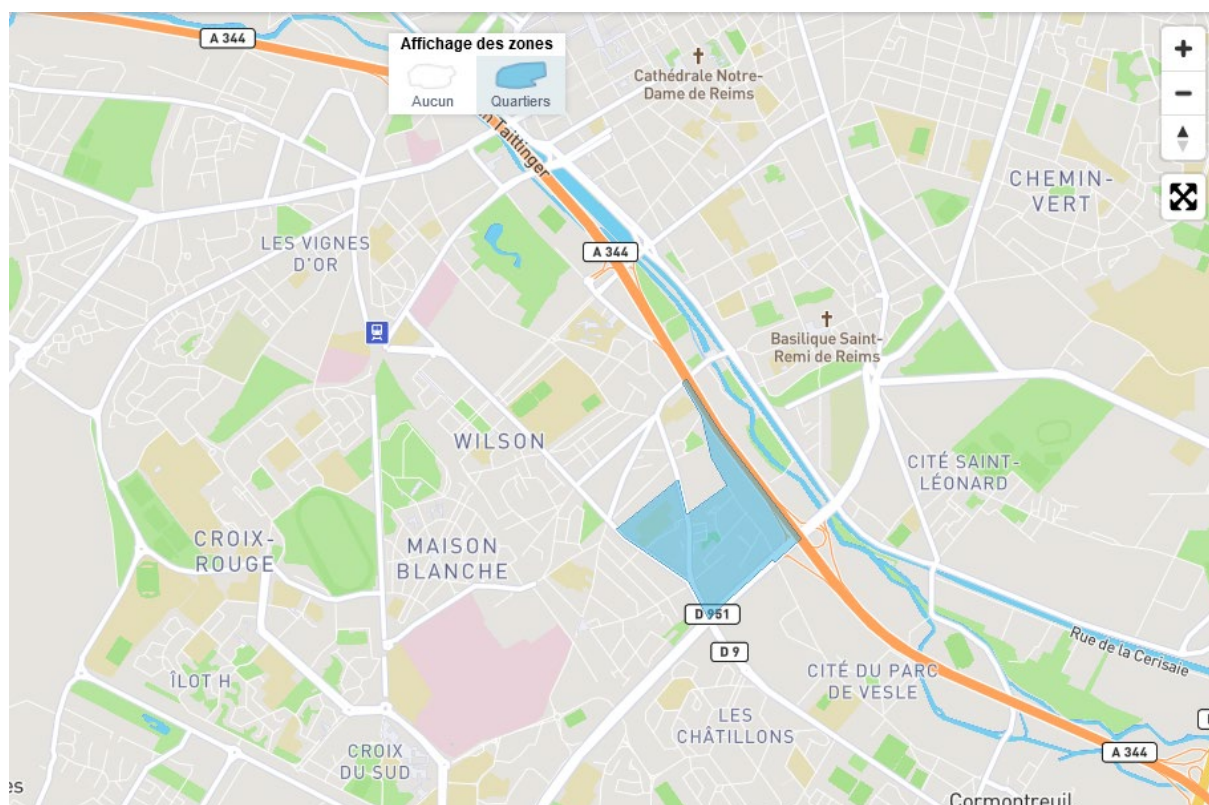 A 344
Affichage des zones
Aucun
Quartiers
+
−
Cathédrale Notre-
Dame de Reims
n Taittinger
CHEMIN-
VERT
LES VIGNES
D'OR
A 344
Basilique Saint-
Remi de Reims
WILSON
CITÉ SAINT-
LÉONARD
CROIX-
ROUGE
MAISON
BLANCHE
D 951
D 9
Rue de la Cerisaie
CITÉ DU PARC
DE VESLE
ÎLOT H
LES
CHÂTILLONS
CROIX
DU SUD
A 344
es
Cormontreuil